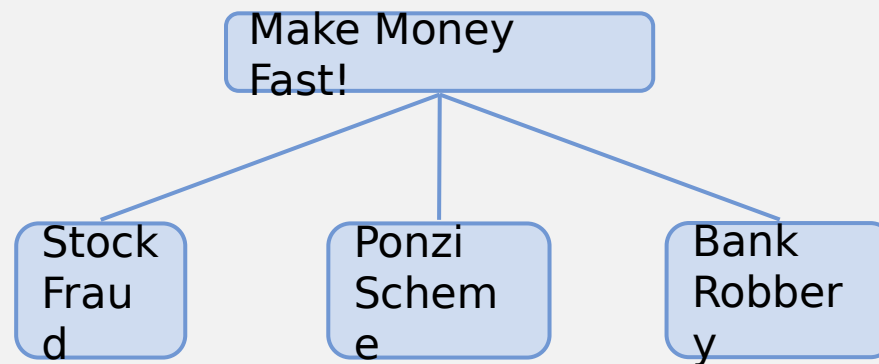 Make Money
Fast!
Stock
Frau
d
Ponzi
Schem
e
Bank
Robber
y